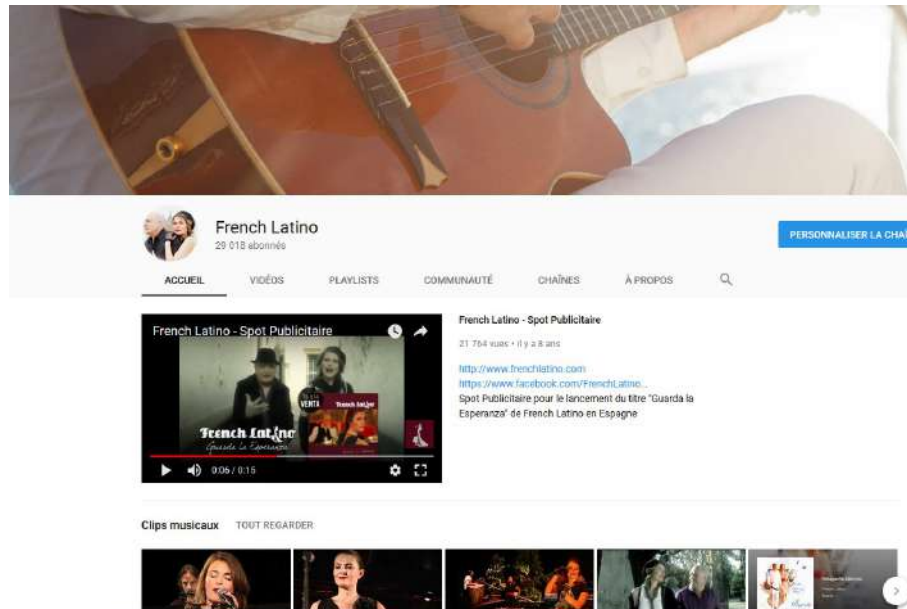 French Latino
29 018 abonnés
PERSONNALISER LA CHAÎ
ACCUEIL
VIDÉOS
PLAYLISTS
COMMUNAUTÉ
CHAÎNES
À PROPOS
French Latino - Spot Publicitaire
VENTA
French Latino
French Latino
Guarda La Esperanza
0:06 / 0:15
French Latino - Spot Publicitaire
21 764 vues • il y a 8 ans
http://www.frenchlatino.com
https://www.facebook.com/FrenchLatino...
Spot Publicitaire pour le lancement du titre "Guarda la
Esperanza" de French Latino en Espagne
Clips musicaux
TOUT REGARDER